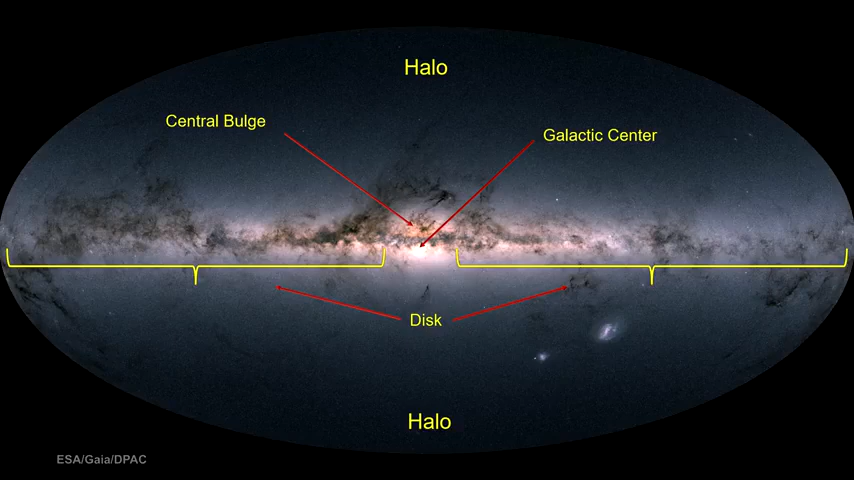 Halo
Central Bulge
Galactic Center
Disk
Halo
ESA/Gaia/DPAC